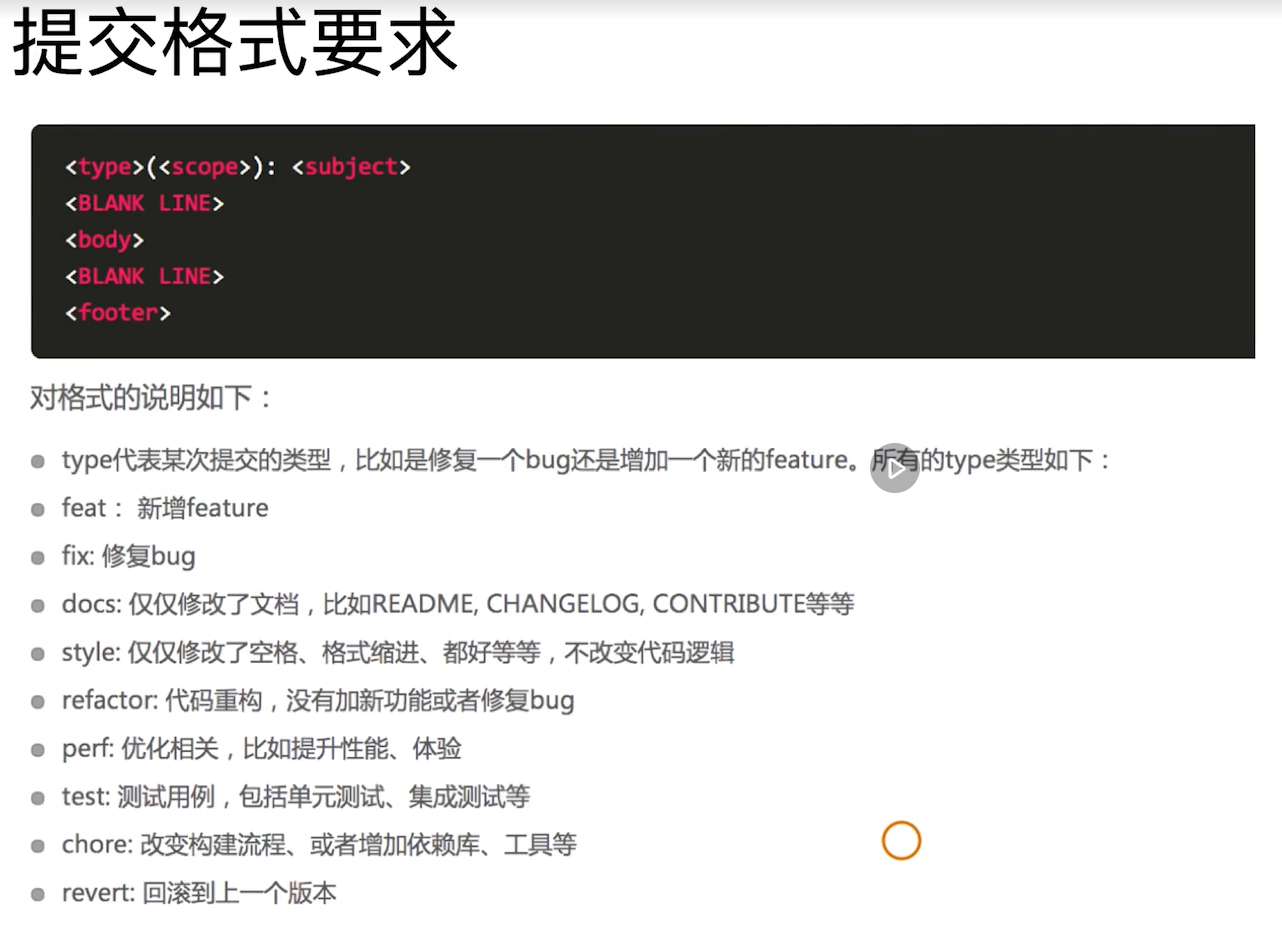 提交格式要求
<type>(<scope>): <subject>
<BLANK LINE>
<body>
<BLANK LINE>
<footer>
对格式的说明如下：
type代表某次提交的类型，比如是修复一个bug还是增加一个新的feature。所有的type类型如下：
feat： 新增feature
fix: 修复bug
docs: 仅仅修改了文档，比如README, CHANGELOG, CONTRIBUTE等等
style: 仅仅修改了空格、格式缩进、都好等等，不改变代码逻辑
refactor: 代码重构，没有加新功能或者修复bug
perf: 优化相关，比如提升性能、体验
test: 测试用例，包括单元测试、集成测试等
chore: 改变构建流程、或者增加依赖库、工具等
revert: 回滚到上一个版本